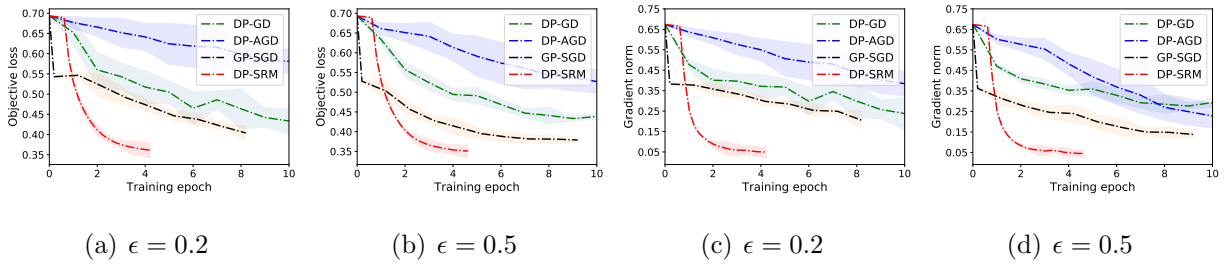 0.70
0.65
0.60
0.55
0.50
0.45
0.40
0.35
Objective loss
0 2 4 6 8 10
Training epoch
DP-GD
DP-AGD
GP-SGD
DP-SRM
(a) ϵ = 0.2
0.70
0.65
0.60
0.55
0.50
0.45
0.40
0.35
Objective loss
0 2 4 6 8 10
Training epoch
DP-GD
DP-AGD
GP-SGD
DP-SRM
(b) ϵ = 0.5
0.75
0.65
0.55
0.45
0.35
0.25
0.15
0.05
Gradient norm
0 2 4 6 8 10
Training epoch
DP-GD
DP-AGD
GP-SGD
DP-SRM
(c) ϵ = 0.2
0.75
0.65
0.55
0.45
0.35
0.25
0.15
0.05
Gradient norm
0 2 4 6 8 10
Training epoch
DP-GD
DP-AGD
GP-SGD
DP-SRM
(d) ϵ = 0.5